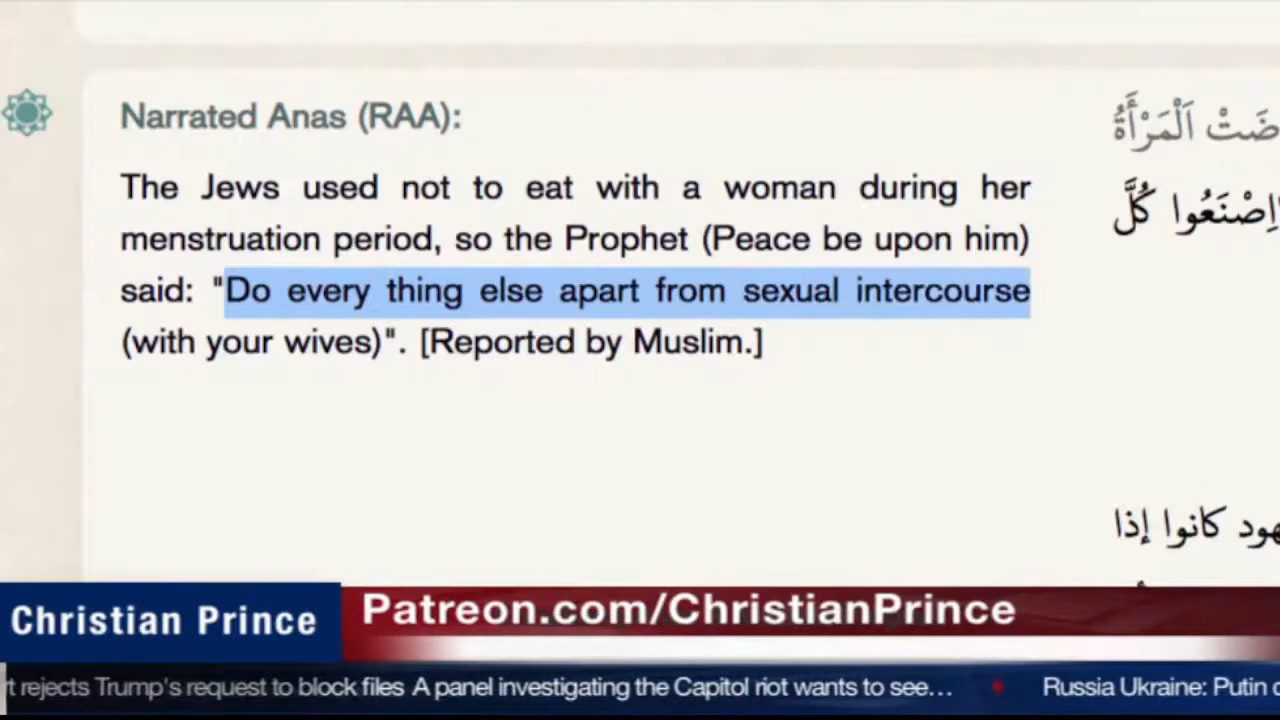 Narrated Anas (RAA):
The Jews used not to eat with a woman during her
menstruation period, so the Prophet (Peace be upon him)
said: "Do every thing else apart from sexual intercourse
(with your wives)". [Reported by Muslim.]
اَلْمَرْأَةُ
اِصْنَعُوا كُلَّ
كانوا إذا
Christian Prince
Patreon.com/ChristianPrince
rejects Trump's request to block files A panel investigating the Capitol riot wants to see… Russia Ukraine: Putin